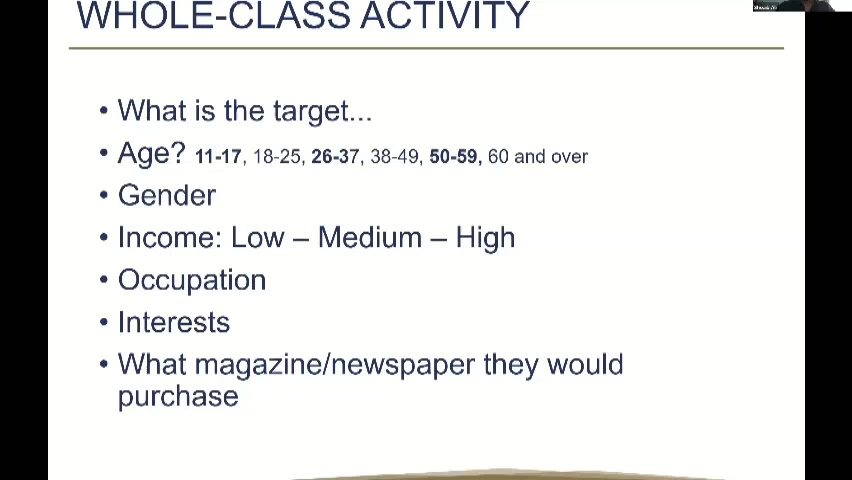 WHOLE-CLASS ACTIVITY
• What is the target...
• Age? 11-17, 18-25, 26-37, 38-49, 50-59, 60 and over
• Gender
• Income: Low – Medium – High
• Occupation
• Interests
• What magazine/newspaper they would
purchase